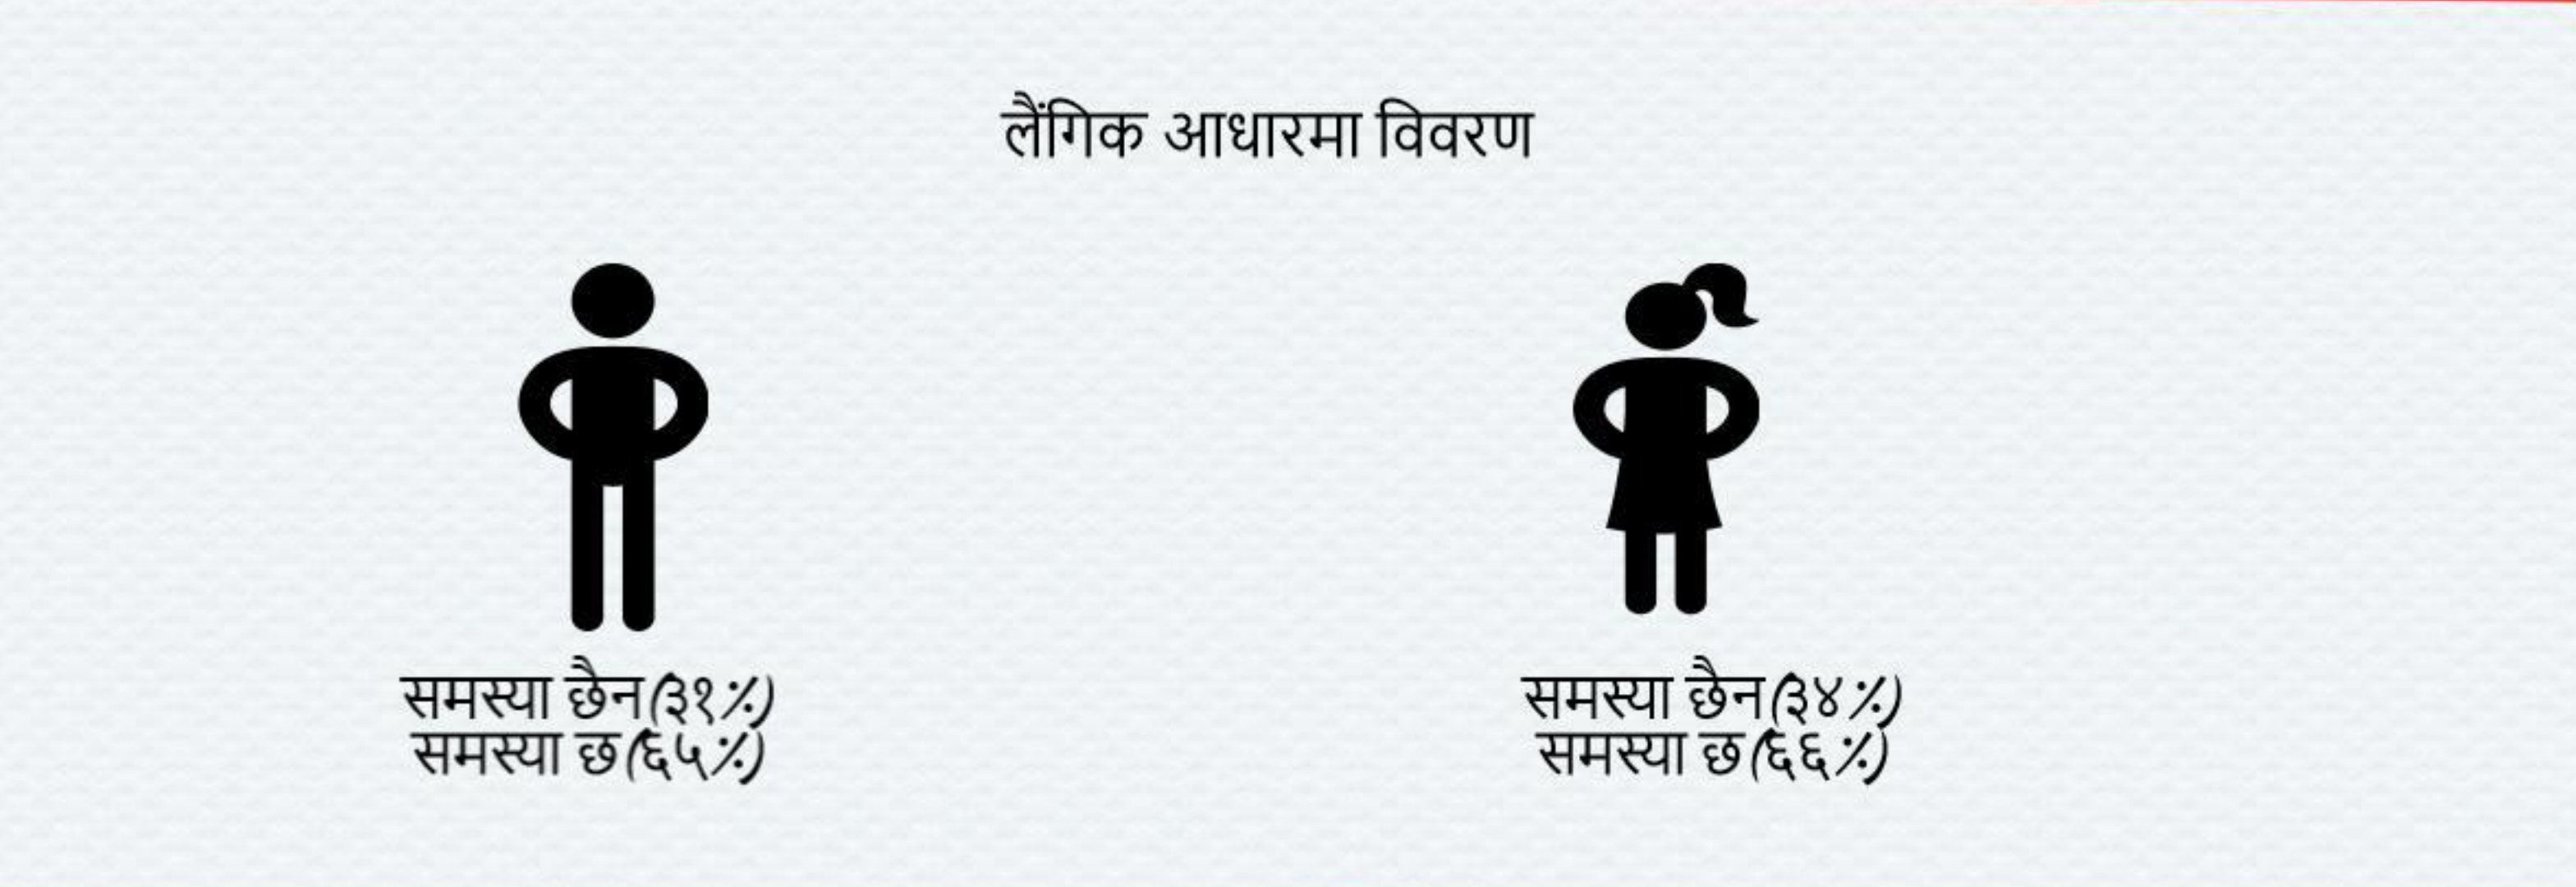 लैंगिक आधारमा विवरण
समस्या छैन(३१%)
समस्या छ(६५%)
समस्या छैन(३४%)
समस्या छ(६६%)